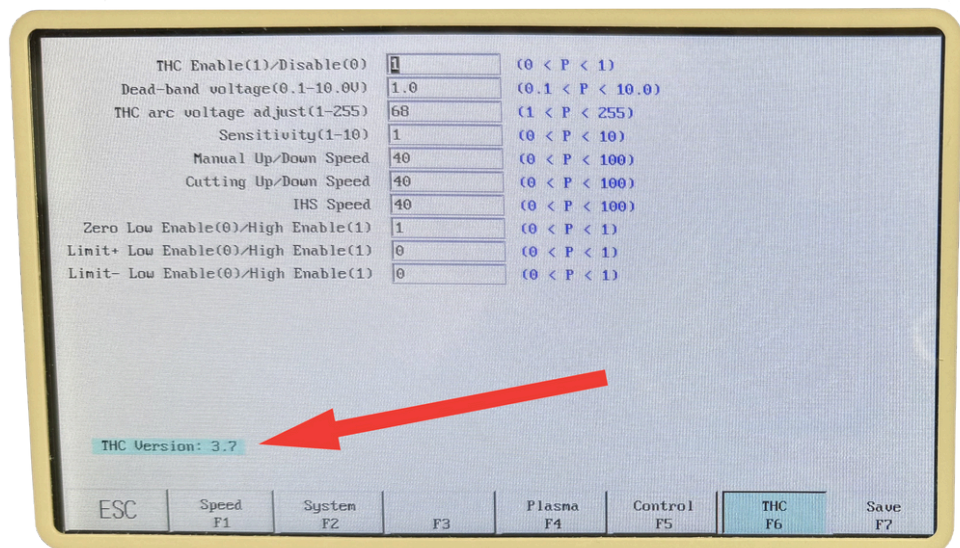 THC Enable(1)/Disable(0) 1 (0 < P < 1)
Dead-band voltage(0.1-10.0V) 1.0 (0.1 < P < 10.0)
THC arc voltage adjust(1-255) 68 (1 < P < 255)
Sensitivity(1-10) 1 (0 < P < 10)
Manual Up/Down Speed 40 (0 < P < 100)
Cutting Up/Down Speed 40 (0 < P < 100)
IHS Speed 40 (0 < P < 100)
Zero Low Enable(0)/High Enable(1) 1 (0 < P < 1)
Limit+ Low Enable(0)/High Enable(1) 0 (0 < P < 1)
Limit- Low Enable(0)/High Enable(1) 0 (0 < P < 1)
THC Version: 3.7
ESC Speed System Plasma Control THC Save
F1 F2 F3 F4 F5 F6 F7